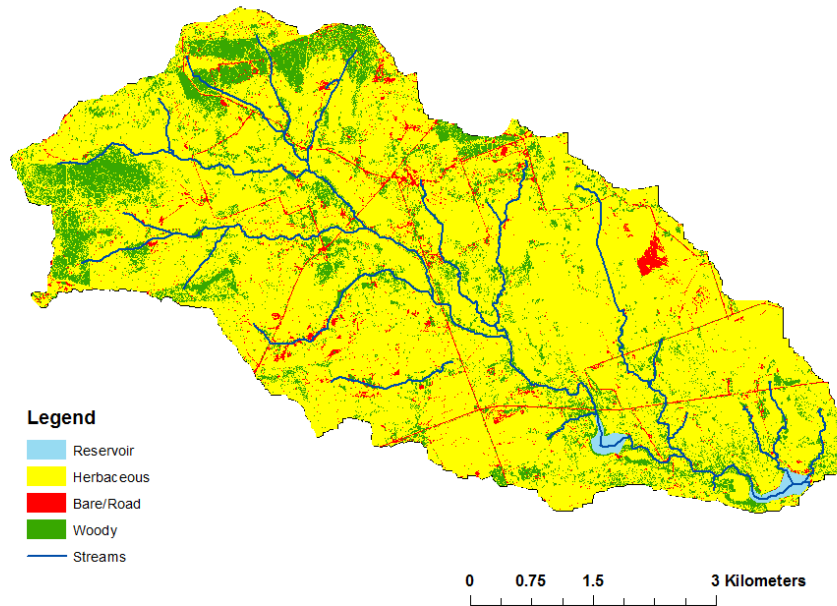 Legend
Reservoir
Herbaceous
Bare/Road
Woody
Streams
0 0.75 1.5 3 Kilometers